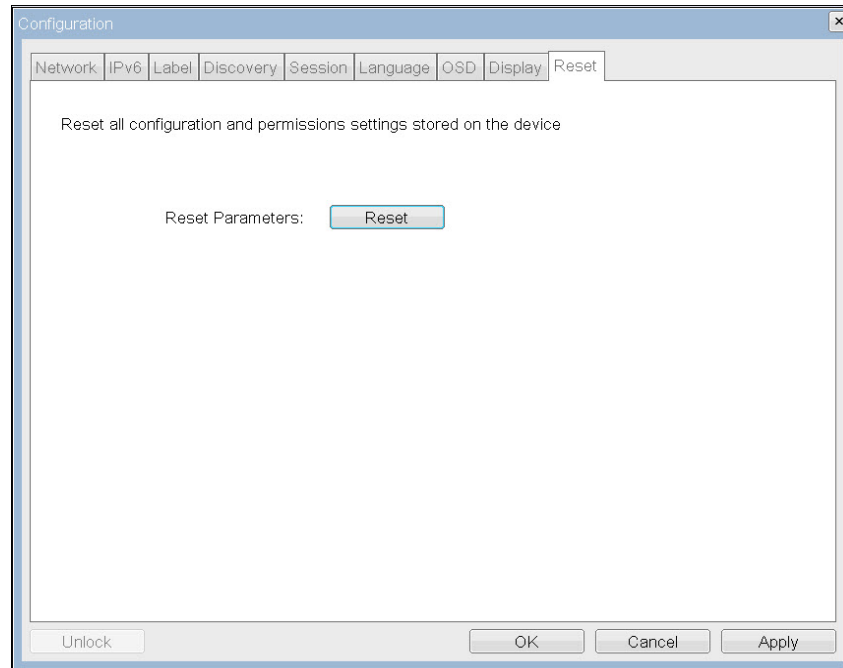 Configuration
Network IPv6 Label Discovery Session Language OSD Display Reset
Reset all configuration and permissions settings stored on the device
Reset Parameters: Reset
Unlock OK Cancel Apply